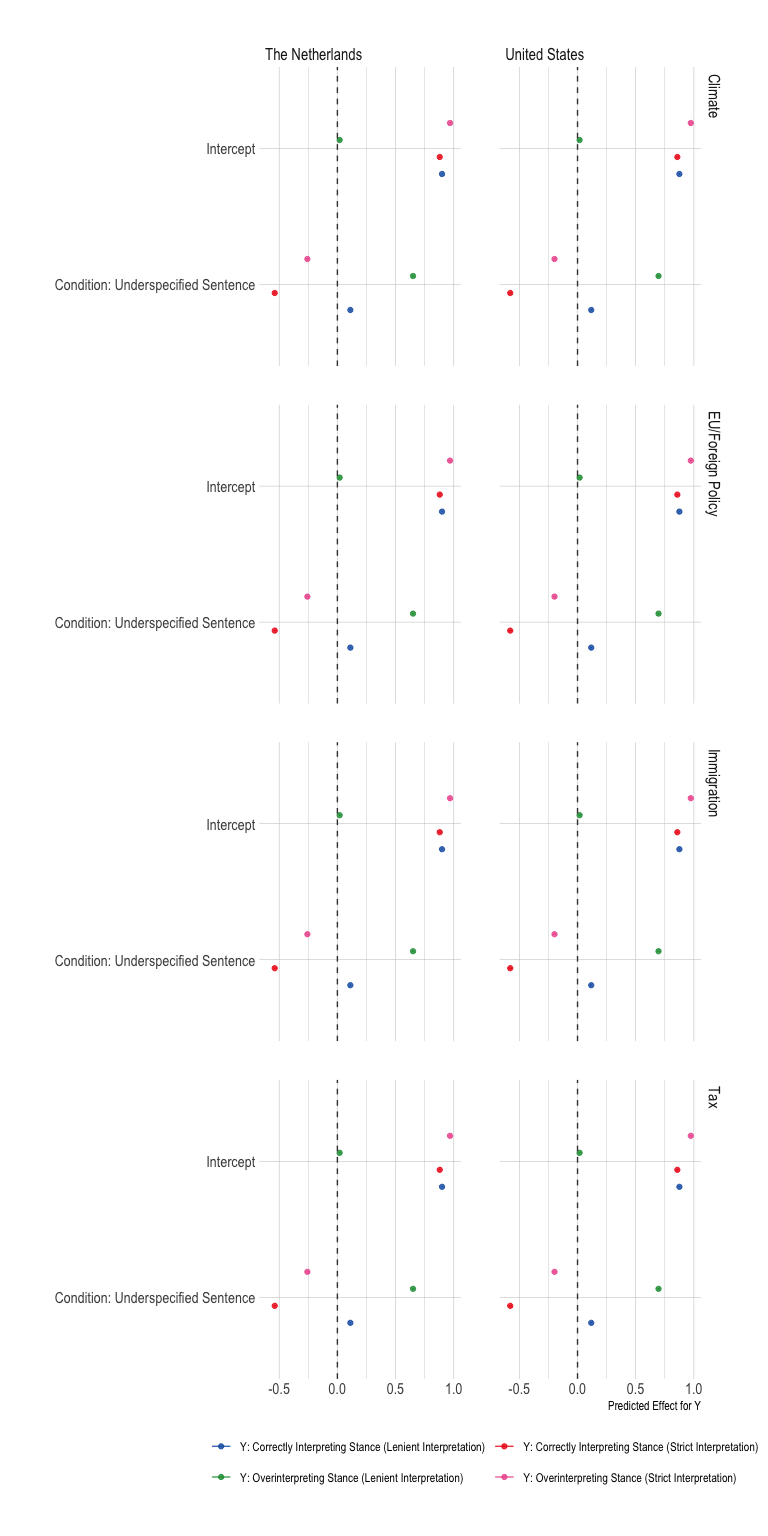 The Netherlands
United States
Climate
Intercept
Condition: Underspecified Sentence
EU/Foreign Policy
Intercept
Condition: Underspecified Sentence
Immigration
Intercept
Condition: Underspecified Sentence
Tax
Intercept
Condition: Underspecified Sentence
-0.5 0.0 0.5 1.0 -0.5 0.0 0.5 1.0
Predicted Effect for Y
Y: Correctly Interpreting Stance (Lenient Interpretation) Y: Correctly Interpreting Stance (Strict Interpretation)
Y: Overinterpreting Stance (Lenient Interpretation) Y: Overinterpreting Stance (Strict Interpretation)